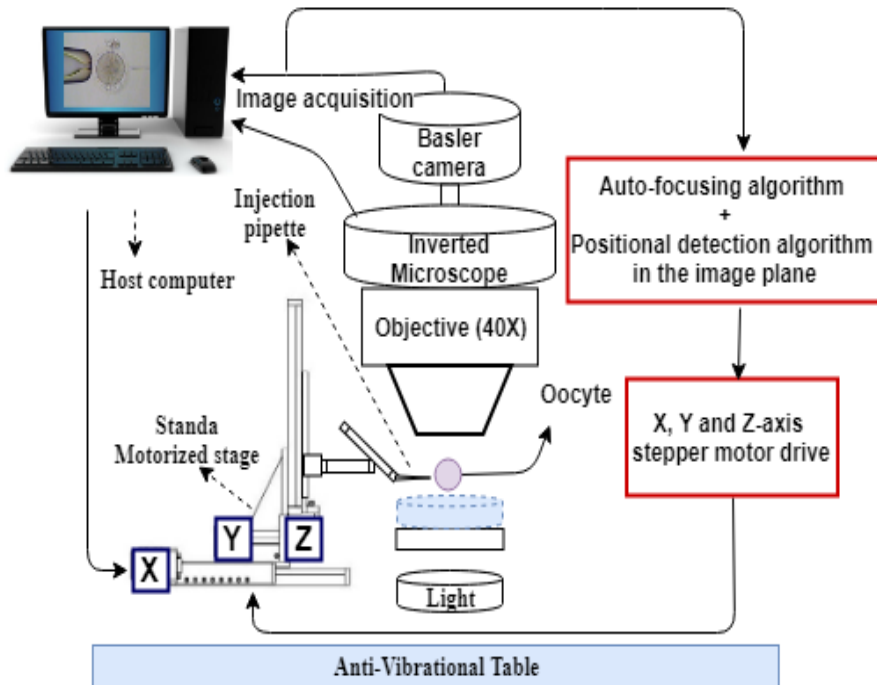 Image acquisition
Basler
camera
Injection
pipette
Inverted
Microscope
Host computer
Objective (40X)
Auto-focusing algorithm
+
Positional detection algorithm
in the image plane
Oocyte
X, Y and Z-axis
stepper motor drive
Standa
Motorized stage
Y
Z
X
Light
Anti-Vibrational Table